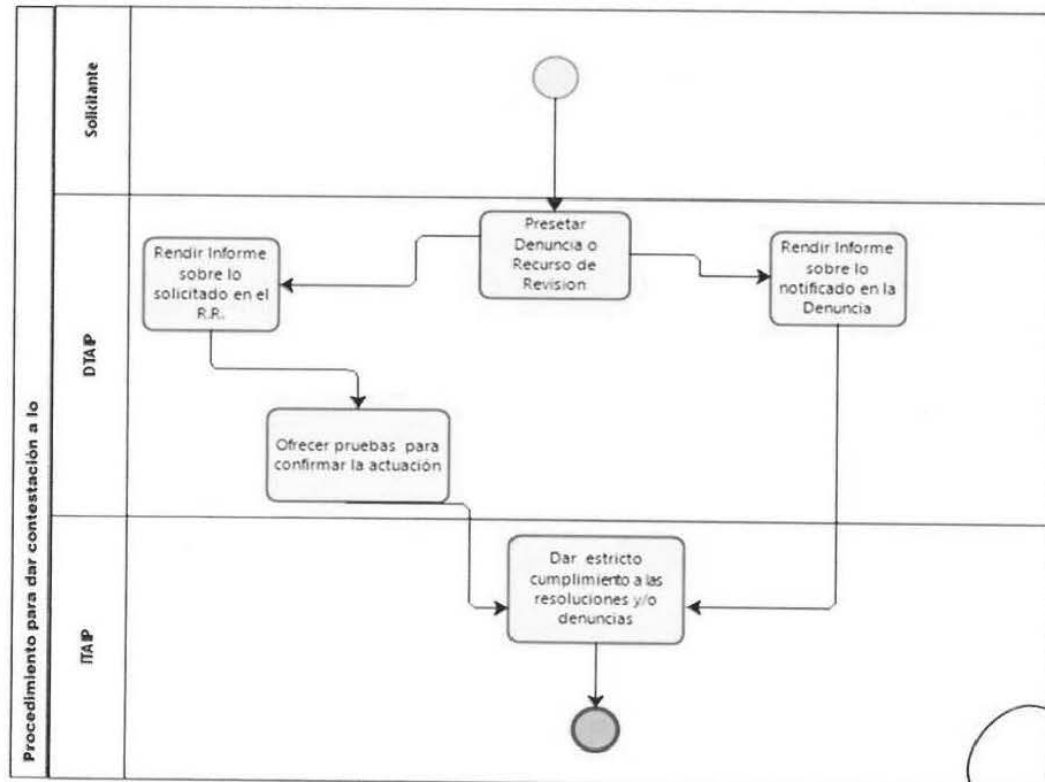 Procedimiento para dar contestación a lo
Solicitante
DTAIP
Presetar
Denuncia o
Recurso de
Revision
Rendir Informe
sobre lo
solicitado en el
R.R.
Rendir Informe
sobre lo
notificado en la
Denuncia
Ofrecer pruebas para
confirmar la actuación
ITAIP
Dar estricto
cumplimiento a las
resoluciones y/o
denuncias